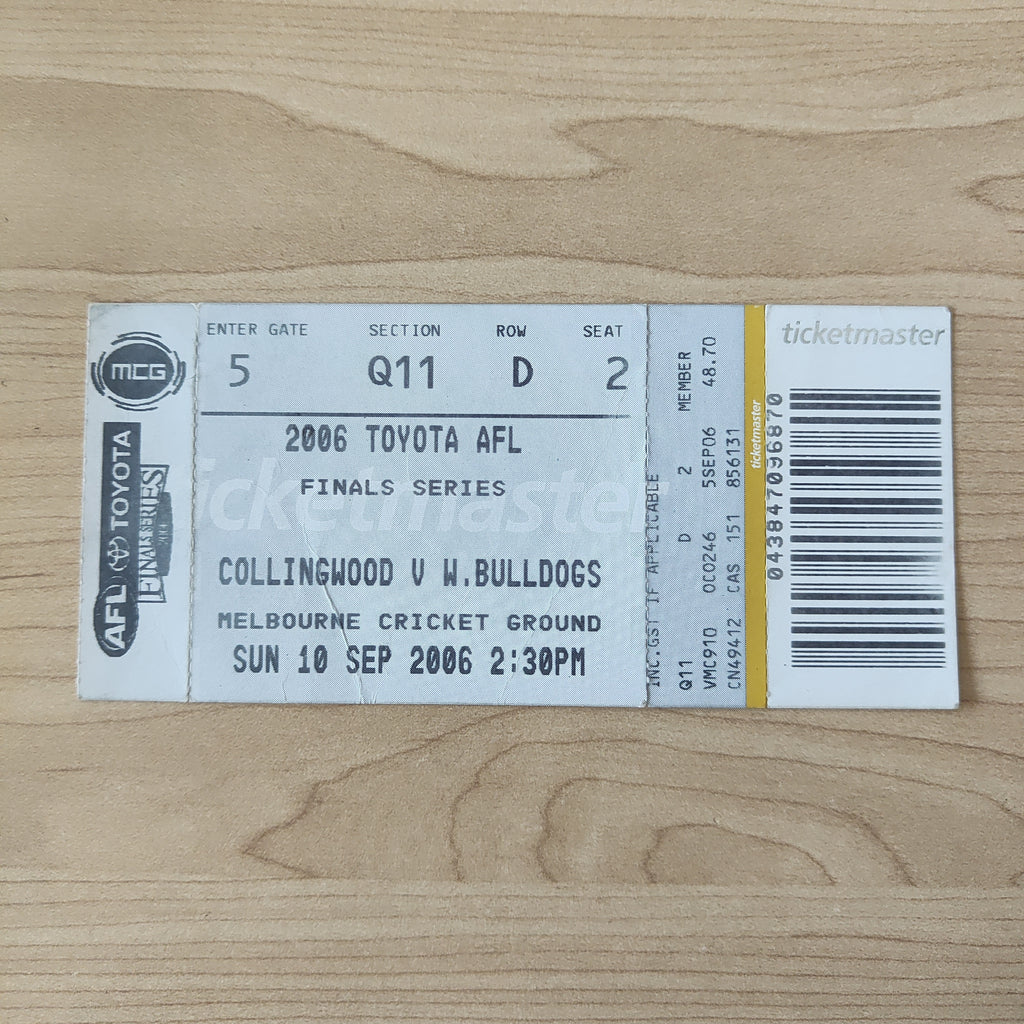 MCG
AFL TOYOTA
FINALS SERIES
ENTER GATE SECTION ROW SEAT
5 Q11 D 2
2006 TOYOTA AFL
FINALS SERIES
ticketmaster
COLLINGWOOD V W.BULLDOGS
MELBOURNE CRICKET GROUND
SUN 10 SEP 2006 2:30PM
INC.GST IF APPLICABLE
Q11 D 2 MEMBER
VMC910 OCO246 5SEP06 48.70
CN49412 CAS 151 856131
ticketmaster
043847096870
ticketmaster